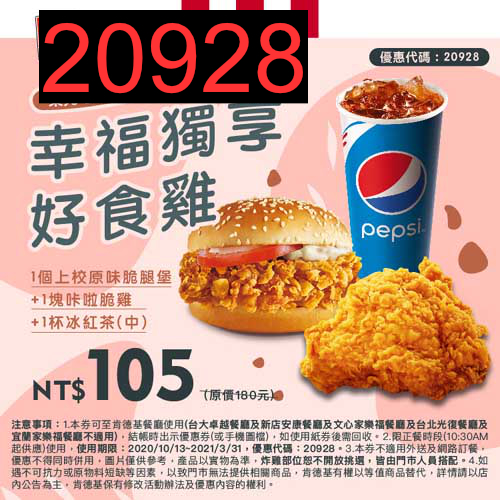 20928
優惠代碼：20928
幸福獨享
好食雞
pepsi
1個上校原味脆腿堡
+1塊咔啦脆雞
+1杯冰紅茶(中)
NT$105 (原價180元)
注意事項：1.本券可至肯德基餐廳使用(台大卓越餐廳及新店安康餐廳及文心家樂福餐廳及台北光復餐廳及
宜蘭家樂福餐廳不適用)，結帳時出示優惠券(或手機圖檔)，如使用紙券後需回收。2.限正餐時段(10:30AM
起供應)使用，使用期間：2020/10/13~2021/3/31，優惠代碼：20928。3.本券不適用外送及網路訂餐，
優惠不得同時併用，圖片僅供參考，產品以實物為準，炸雞部位恕不開放挑選，皆由門市人員搭配。4.如
遇不可抗力或原物料短缺等因素，以致門市無法提供相關商品，肯德基有權以等值商品替代，詳情請以店
內公告為主，肯德基保有修改活動辦法及優惠內容的權利。